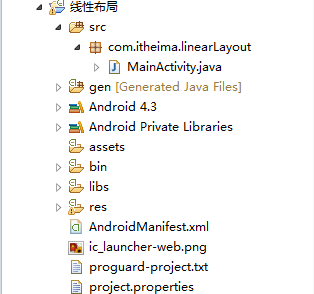 线性布局
src
com.itheima.linearLayout
MainActivity.java
gen [Generated Java Files]
Android 4.3
Android Private Libraries
assets
bin
libs
res
AndroidManifest.xml
ic_launcher-web.png
proguard-project.txt
project.properties